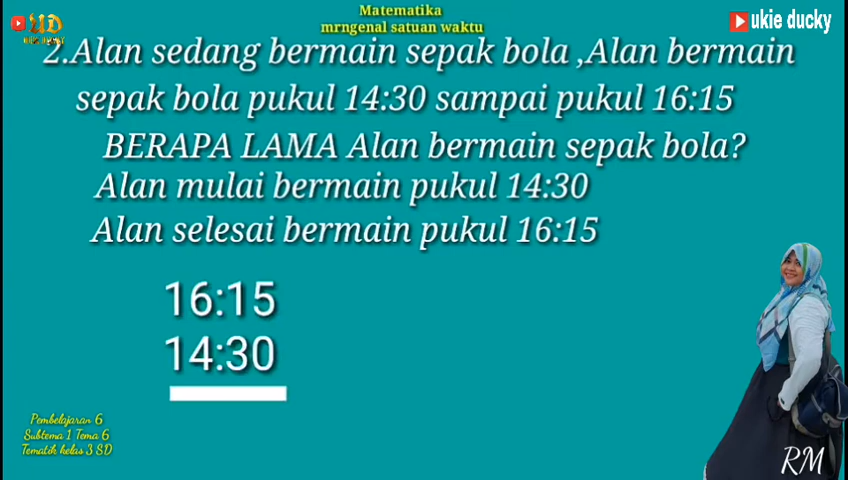 Matematika
mrngenal satuan waktu
UD
ukie ducky
2.Alan sedang bermain sepak bola ,Alan bermain
sepak bola pukul 14:30 sampai pukul 16:15
BERAPA LAMA Alan bermain sepak bola?
Alan mulai bermain pukul 14:30
Alan selesai bermain pukul 16:15
16:15
14:30
Pembelajaran 6
Subtema 1 Tema 6
Tematik kelas 3 SD
RM